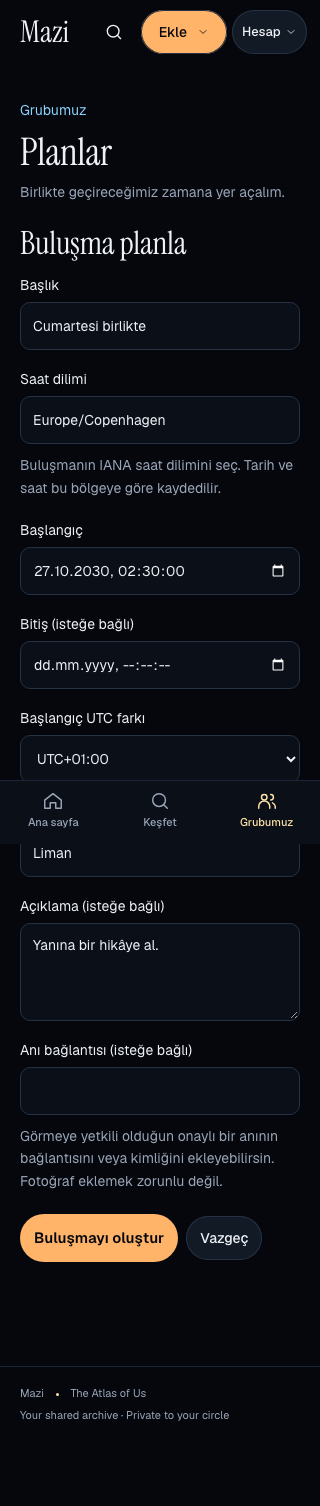 Mazi
Ekle
Hesap
Grubumuz
Planlar
Birlikte geçireceğimiz zamana yer açalım.
Buluşma planla
Başlık
Cumartesi birlikte
Saat dilimi
Europe/Copenhagen
Buluşmanın IANA saat dilimini seç. Tarih ve
saat bu bölgeye göre kaydedilir.
Başlangıç
27.10.2030, 02:30:00
Bitiş (isteğe bağlı)
dd.mm.yyyy, --:--:--
Başlangıç UTC farkı
UTC+01:00
Ana sayfa
Keşfet
Grubumuz
Liman
Açıklama (isteğe bağlı)
Yanına bir hikâye al.
Anı bağlantısı (isteğe bağlı)
Görmeye yetkili olduğun onaylı bir anının
bağlantısını veya kimliğini ekleyebilirsin.
Fotoğraf eklemek zorunlu değil.
Buluşmayı oluştur
Vazgeç
Mazi • The Atlas of Us
Your shared archive · Private to your circle